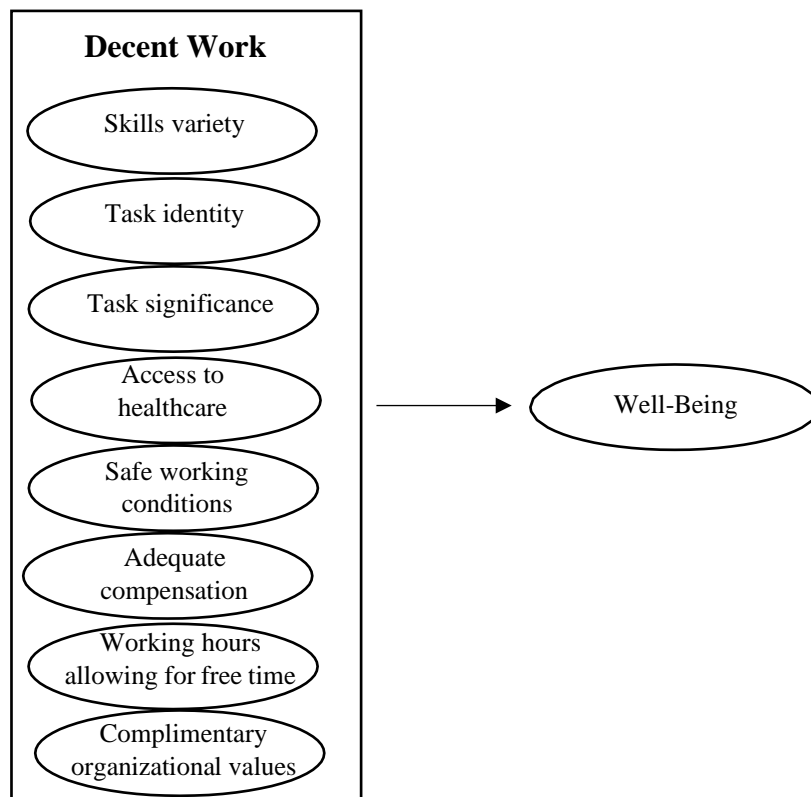 Decent Work
Skills variety
Task identity
Task significance
Access to
healthcare
Safe working
conditions
Adequate
compensation
Working hours
allowing for free time
Complimentary
organizational values
Well-Being